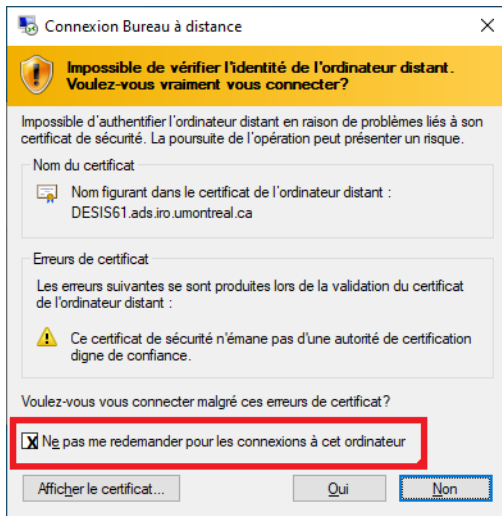 Connexion Bureau à distance
Impossible de vérifier l'identité de l'ordinateur distant.
Voulez-vous vraiment vous connecter?
Impossible d'authentifier l'ordinateur distant en raison de problèmes liés à son
certificat de sécurité. La poursuite de l'opération peut présenter un risque.
Nom du certificat
Nom figurant dans le certificat de l'ordinateur distant :
DESIS61.ads.iro.umontreal.ca
Erreurs de certificat
Les erreurs suivantes se sont produites lors de la validation du certificat
de l'ordinateur distant :
Ce certificat de sécurité n'émane pas d'une autorité de certification
digne de confiance.
Voulez-vous vous connecter malgré ces erreurs de certificat?
X Ne pas me redemander pour les connexions à cet ordinateur
Afficher le certificat... Oui Non